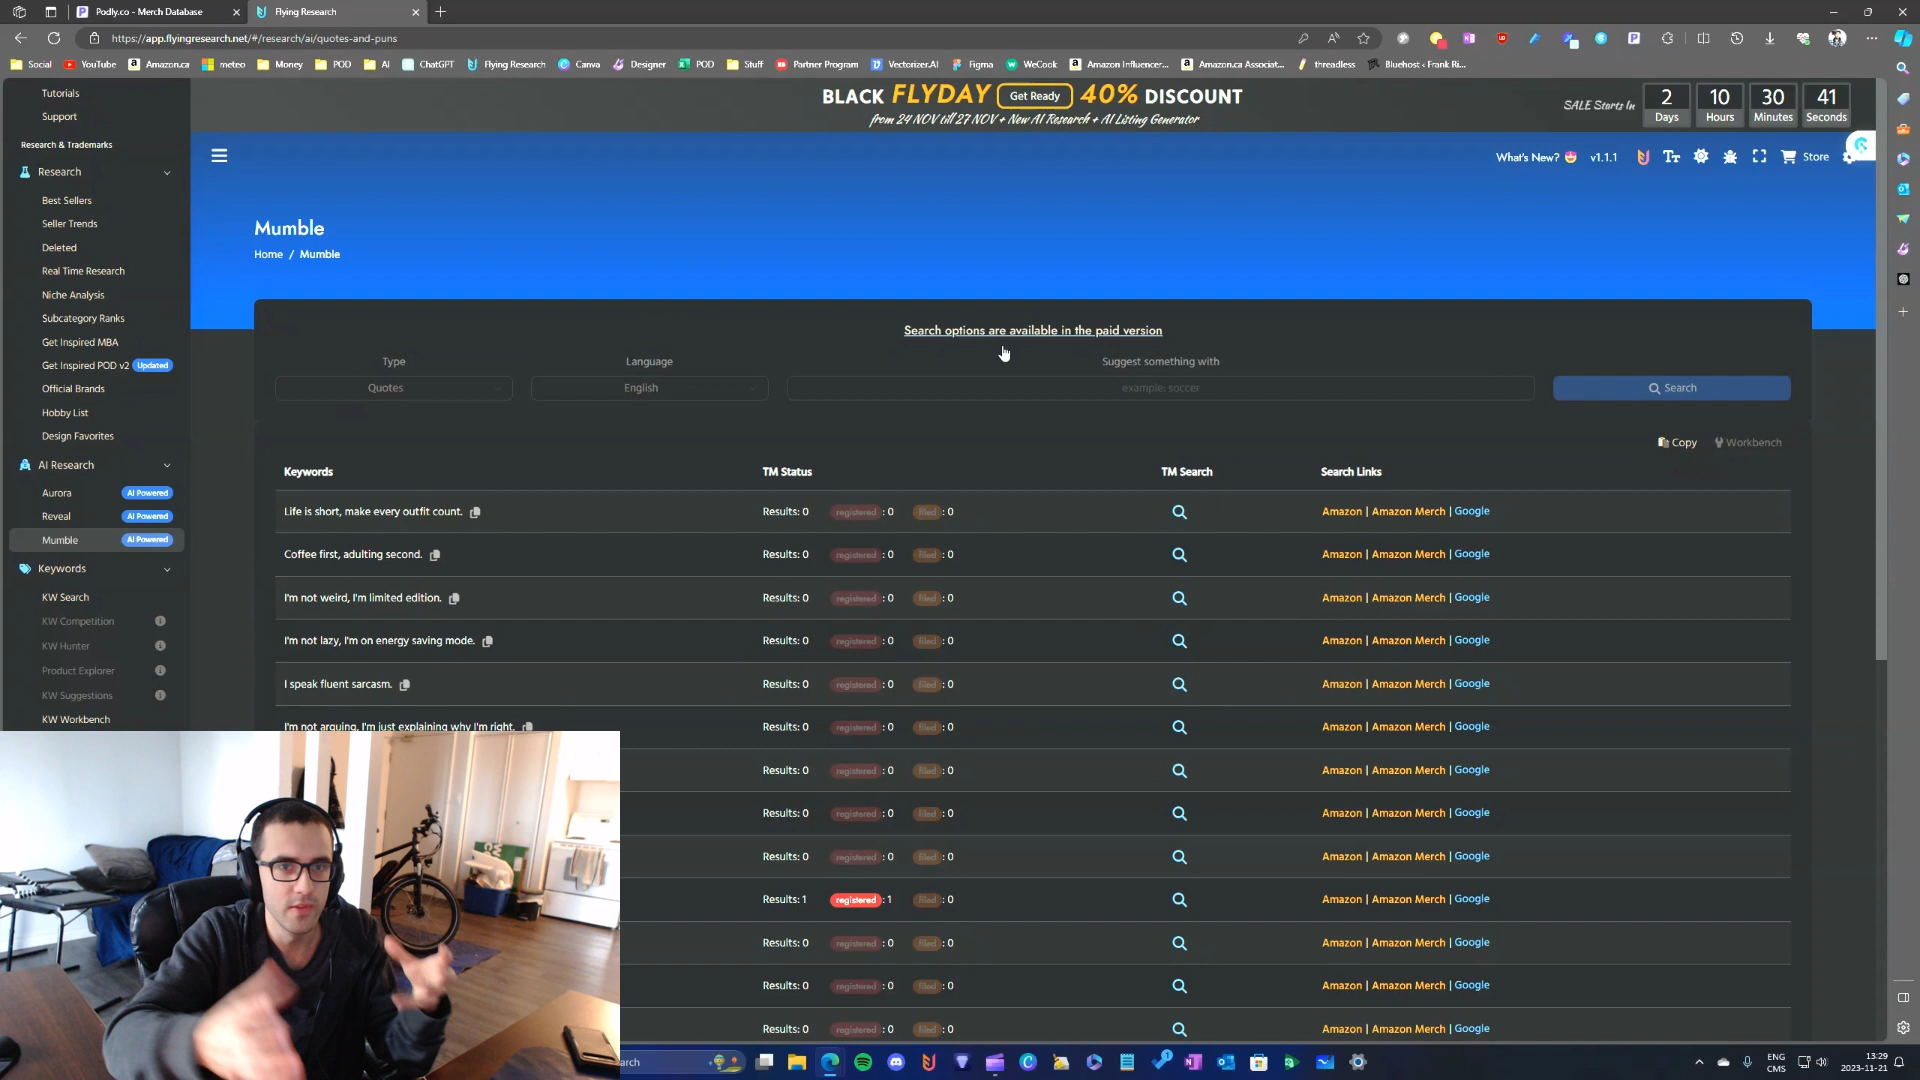 Podly.co - Merch Database
Flying Research
https://app.flyingresearch.net/#/research/ai/quotes-and-puns
Social YouTube Amazon.ca meteo Money POD AI ChatGPT Flying Research Canva Designer POD Stuff Partner Program Vectorizer.AI Figma WeCook Amazon Influencer... Amazon.ca Associat... threadless Bluehost ‹ Frank Ri...
BLACK FLYDAY Get Ready 40% DISCOUNT
from 24 NOV till 27 NOV + New AI Research + AI Listing Generator
SALE Starts In
2 10 30 41
Days Hours Minutes Seconds
What's New? v1.1.1 Store
Tutorials
Support
Research & Trademarks
Research
Best Sellers
Seller Trends
Deleted
Real Time Research
Niche Analysis
Subcategory Ranks
Get Inspired MBA
Get Inspired POD v2 Updated
Official Brands
Hobby List
Design Favorites
AI Research
Aurora AI Powered
Reveal AI Powered
Mumble AI Powered
Keywords
KW Search
KW Competition
KW Hunter
Product Explorer
KW Suggestions
KW Workbench
Mumble
Home / Mumble
Search options are available in the paid version
Type Language Suggest something with
Quotes English example: soccer Search
Copy Workbench
Keywords TM Status TM Search Search Links
Life is short, make every outfit count. Results: 0 registered : 0 filed : 0 Amazon | Amazon Merch | Google
Coffee first, adulting second. Results: 0 registered : 0 filed : 0 Amazon | Amazon Merch | Google
I'm not weird, I'm limited edition. Results: 0 registered : 0 filed : 0 Amazon | Amazon Merch | Google
I'm not lazy, I'm on energy saving mode. Results: 0 registered : 0 filed : 0 Amazon | Amazon Merch | Google
I speak fluent sarcasm. Results: 0 registered : 0 filed : 0 Amazon | Amazon Merch | Google
I'm not arguing, I'm just explaining why I'm right. Results: 0 registered : 0 filed : 0 Amazon | Amazon Merch | Google
Results: 0 registered : 0 filed : 0 Amazon | Amazon Merch | Google
Results: 0 registered : 0 filed : 0 Amazon | Amazon Merch | Google
Results: 0 registered : 0 filed : 0 Amazon | Amazon Merch | Google
Results: 1 registered : 1 filed : 0 Amazon | Amazon Merch | Google
Results: 0 registered : 0 filed : 0 Amazon | Amazon Merch | Google
Results: 0 registered : 0 filed : 0 Amazon | Amazon Merch | Google
Results: 0 registered : 0 filed : 0 Amazon | Amazon Merch | Google
arch
ENG
CMS
13:29
2023-11-21